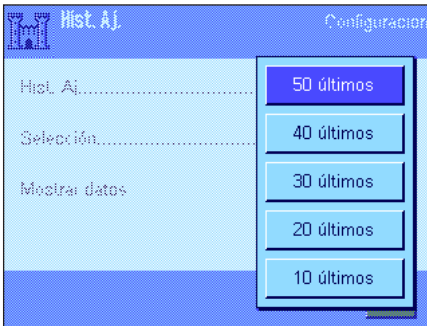 Hist. Aj.
Configuracion
Hist. Aj.
Selección
Mostrar datos
50 últimos
40 últimos
30 últimos
20 últimos
10 últimos